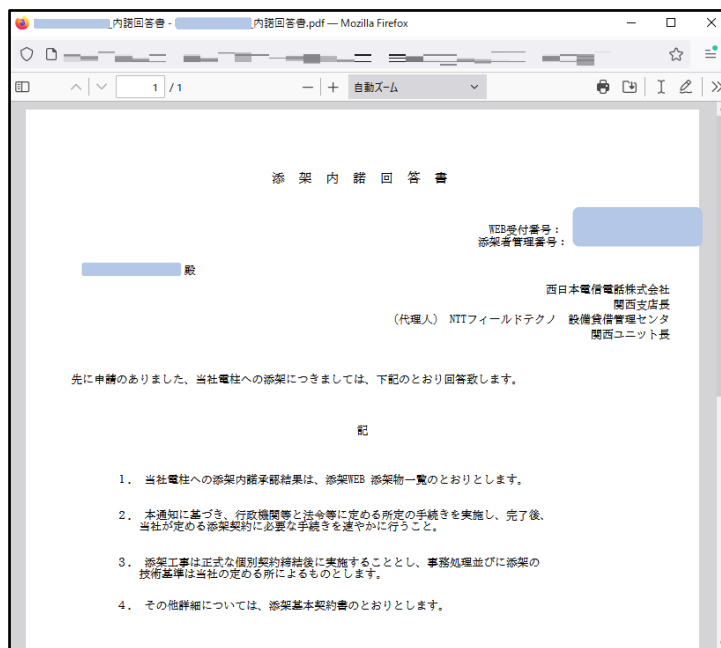 _内諾回答書 - _内諾回答書.pdf — Mozilla Firefox
1 / 1 自動ズーム
添 架 内 諾 回 答 書
WEB受付番号：
添架者管理番号：
殿
西日本電信電話株式会社
関西支店長
（代理人） NTTフィールドテクノ 設備賃借管理センタ
関西ユニット長
先に申請のありました、当社電柱への添架につきましては、下記のとおり回答致します。
記
1. 当社電柱への添架内諾承認結果は、添架WEB 添架物一覧のとおりとします。
2. 本通知に基づき、行政機関等と法令等に定める所定の手続きを実施し、完了後、
当社が定める添架契約に必要な手続きを速やかに行うこと。
3. 添架工事は正式な個別契約締結後に実施することとし、事務処理並びに添架の
技術基準は当社の定める所によるものとします。
4. その他詳細については、添架基本契約書のとおりとします。